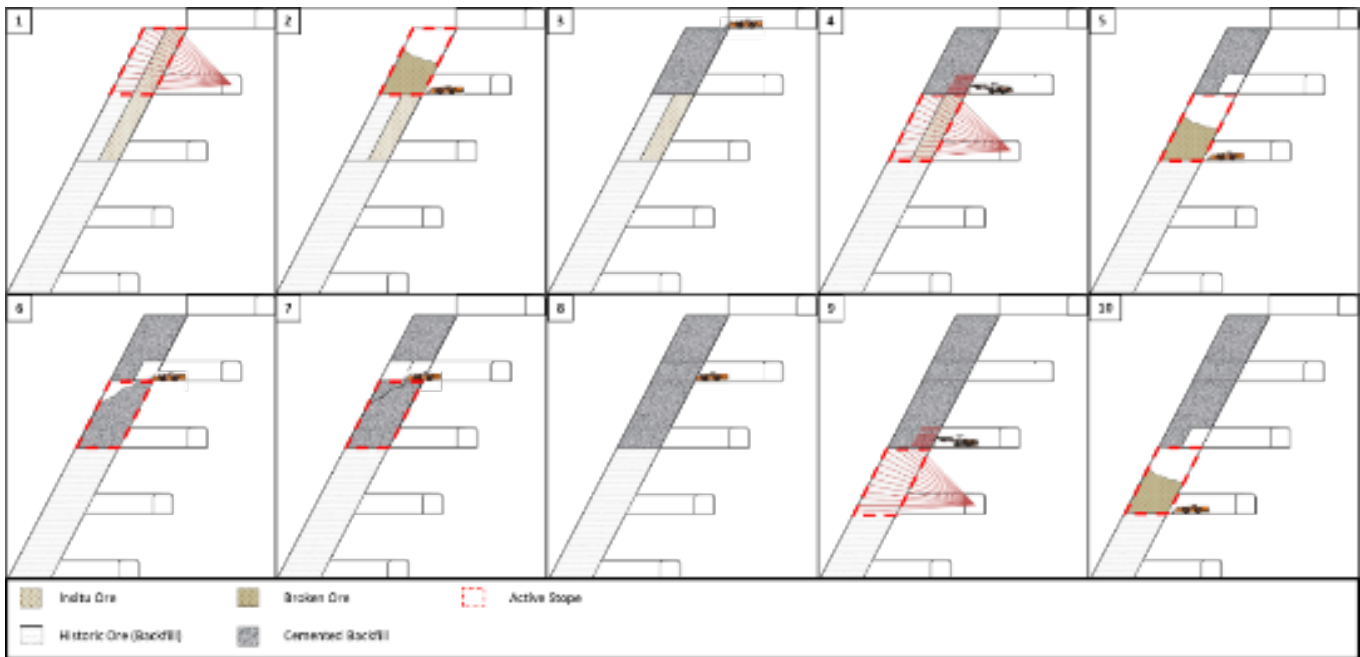 1
2
3
4
5
6
7
8
9
10
Insitu Ore
Broken Ore
Active Stope
Historic Ore (Backfill)
Cemented Backfill